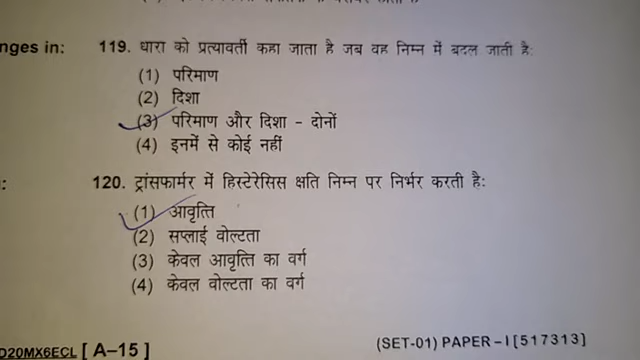 nges in:
119. धारा को प्रत्यावर्ती कहा जाता है जब वह निम्न में बदल जाती है:
(1) परिमाण
(2) दिशा
(3) परिमाण और दिशा – दोनों
(4) इनमें से कोई नहीं
120. ट्रांसफार्मर में हिस्टेरेसिस क्षति निम्न पर निर्भर करती है:
(1) आवृत्ति
(2) सप्लाई वोल्टता
(3) केवल आवृत्ति का वर्ग
(4) केवल वोल्टता का वर्ग
D20MX6ECL [ A–15 ]
(SET-01) PAPER – I [517313]